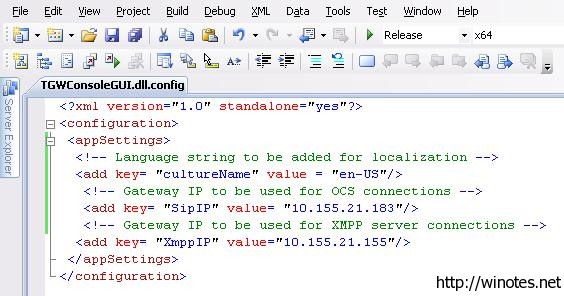 File Edit View Project Build Debug XML Data Tools Test Window Help
Release x64
TGWConsoleGUI.dll.config
Server Explorer
<?xml version="1.0" standalone="yes"?>
<configuration>
<appSettings>
<!-- Language string to be added for localization -->
<add key= "cultureName" value = "en-US"/>
<!-- Gateway IP to be used for OCS connections -->
<add key= "SipIP" value= "10.155.21.183"/>
<!-- Gateway IP to be used for XMPP server connections -->
<add key= "XmppIP" value="10.155.21.155"/>
</appSettings>
</configuration>
http://winotes.net